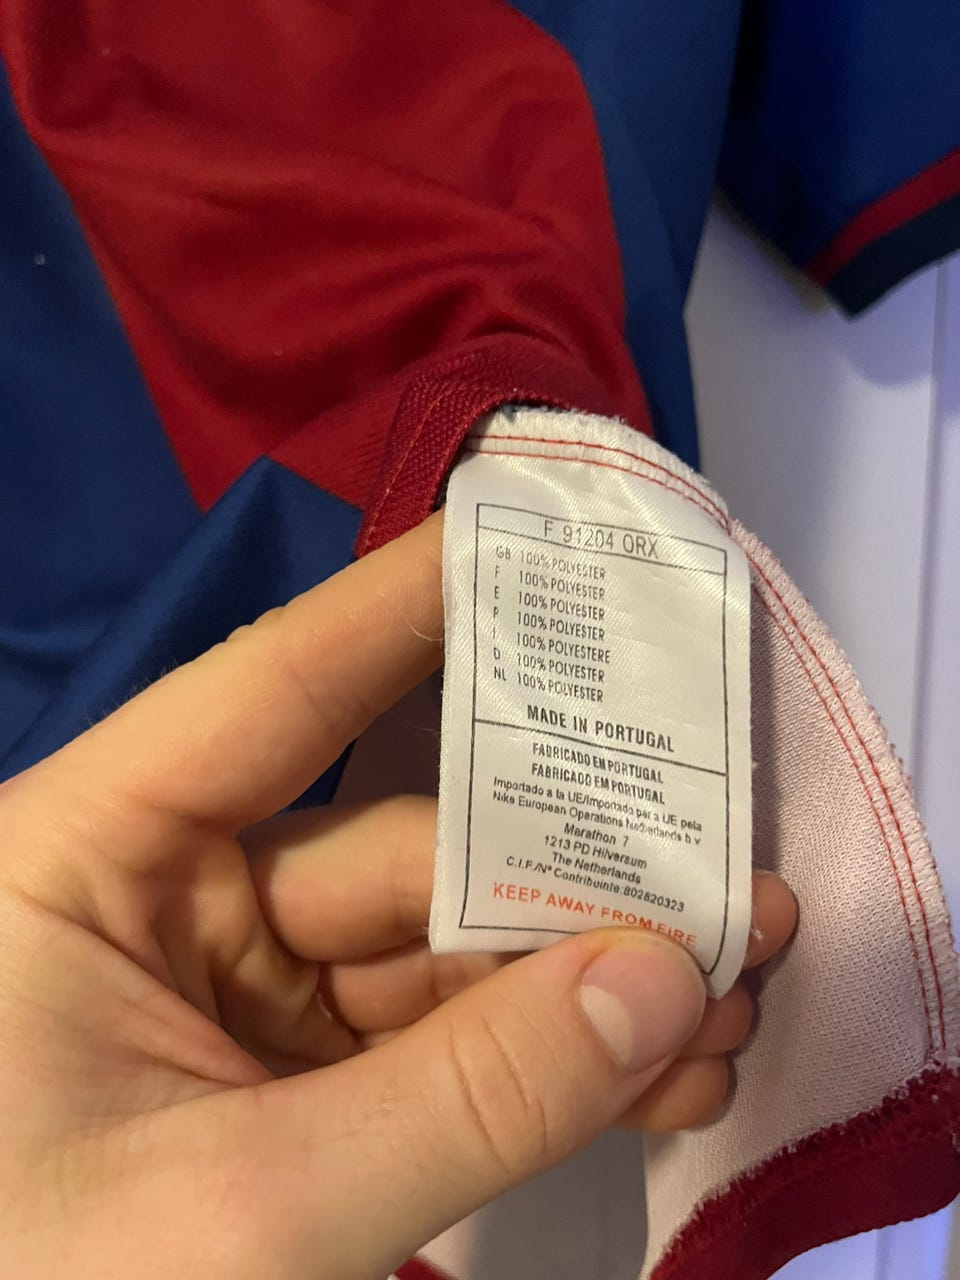 F 91204 ORX
GB 100% POLYESTER
F 100% POLYESTER
E 100% POLYESTER
P 100% POLYESTER
I 100% POLYESTERE
D 100% POLYESTER
NL 100% POLYESTER
MADE IN PORTUGAL
FABRICADO EN PORTUGAL
FABRICADO EM PORTUGAL
Importado a la UE/Importado para a UE pela
Nike European Operations Netherlands b v
Marathon 7
1213 PD Hilversum
The Netherlands
C.I.F./Nº Contribuinte:802620323
KEEP AWAY FROM FIRE